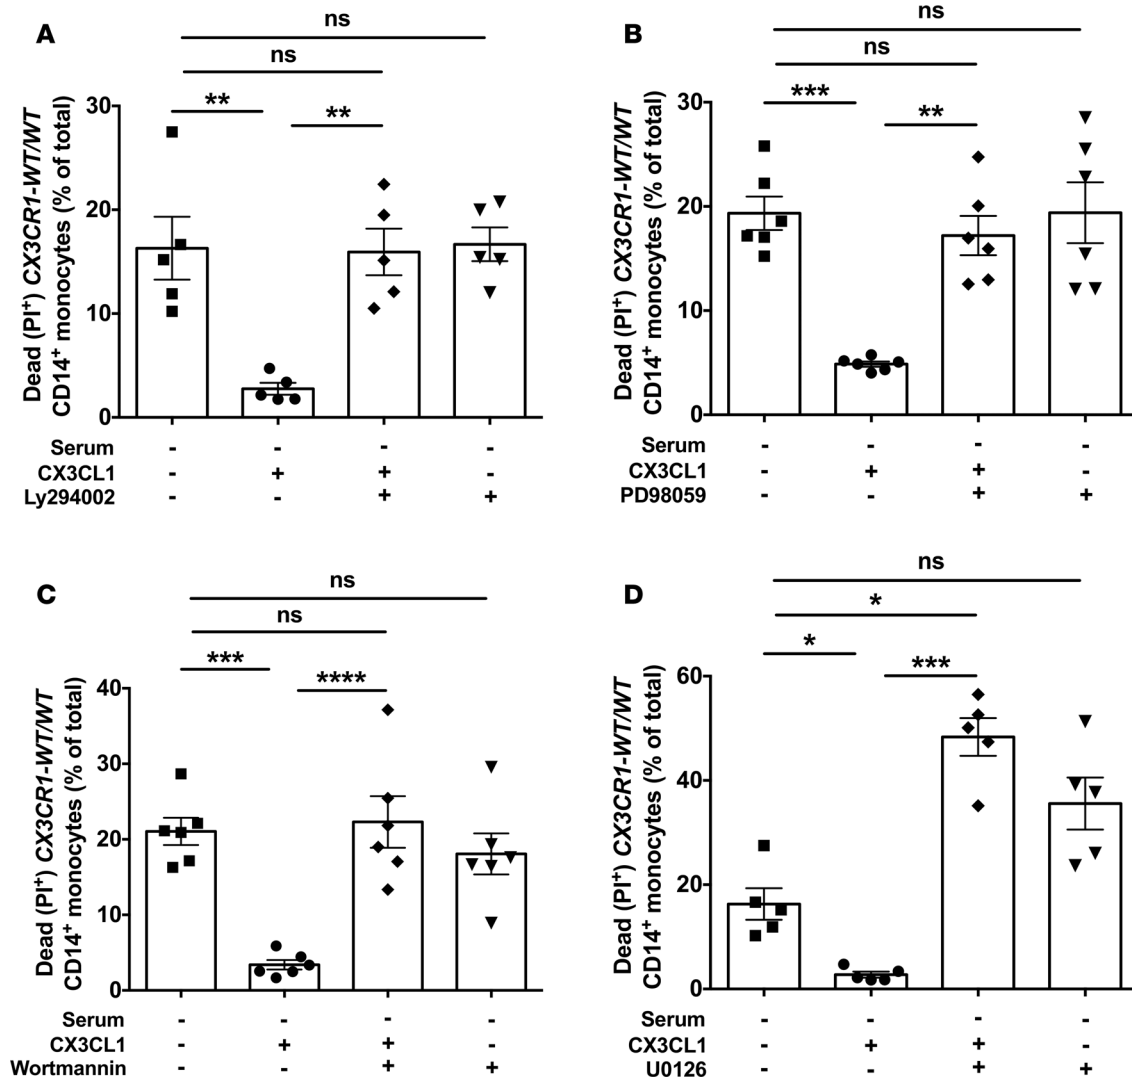 A
ns
ns
**
**
Dead (PI⁺) CX3CR1-WT/WT
CD14⁺ monocytes (% of total)
30
20
10
0
Serum - - - -
CX3CL1 - + + -
Ly294002 - - + +
B
ns
ns
***
**
Dead (PI⁺) CX3CR1-WT/WT
CD14⁺ monocytes (% of total)
30
20
10
0
Serum - - - -
CX3CL1 - + + -
PD98059 - - + +
C
ns
ns
***
****
Dead (PI⁺) CX3CR1-WT/WT
CD14⁺ monocytes (% of total)
40
30
20
10
0
Serum - - - -
CX3CL1 - + + -
Wortmannin - - + +
D
ns
*
*
***
Dead (PI⁺) CX3CR1-WT/WT
CD14⁺ monocytes (% of total)
60
40
20
0
Serum - - - -
CX3CL1 - + + -
U0126 - - + +